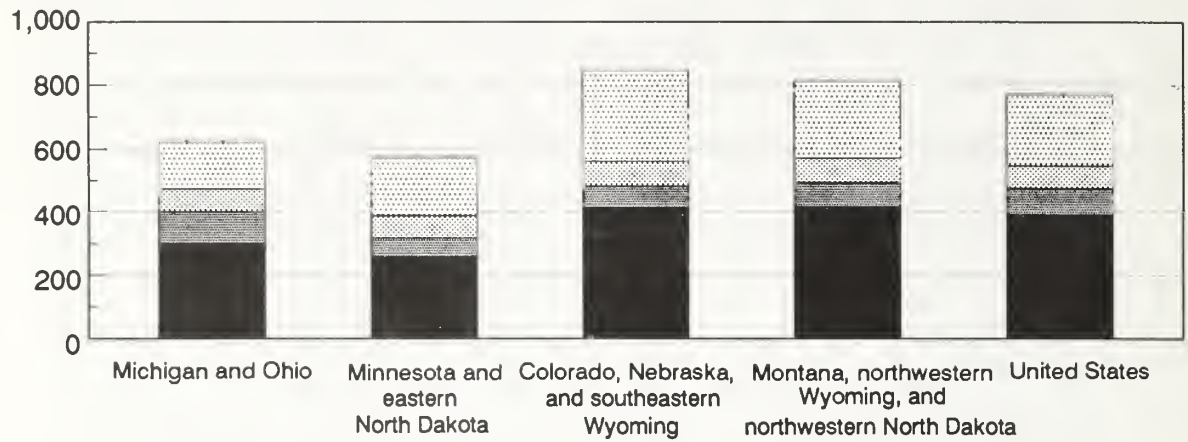 1,000
800
600
400
200
0
Michigan and Ohio
Minnesota and
eastern
North Dakota
Colorado, Nebraska,
and southeastern
Wyoming
Montana, northwestern
Wyoming, and
northwestern North Dakota
United States